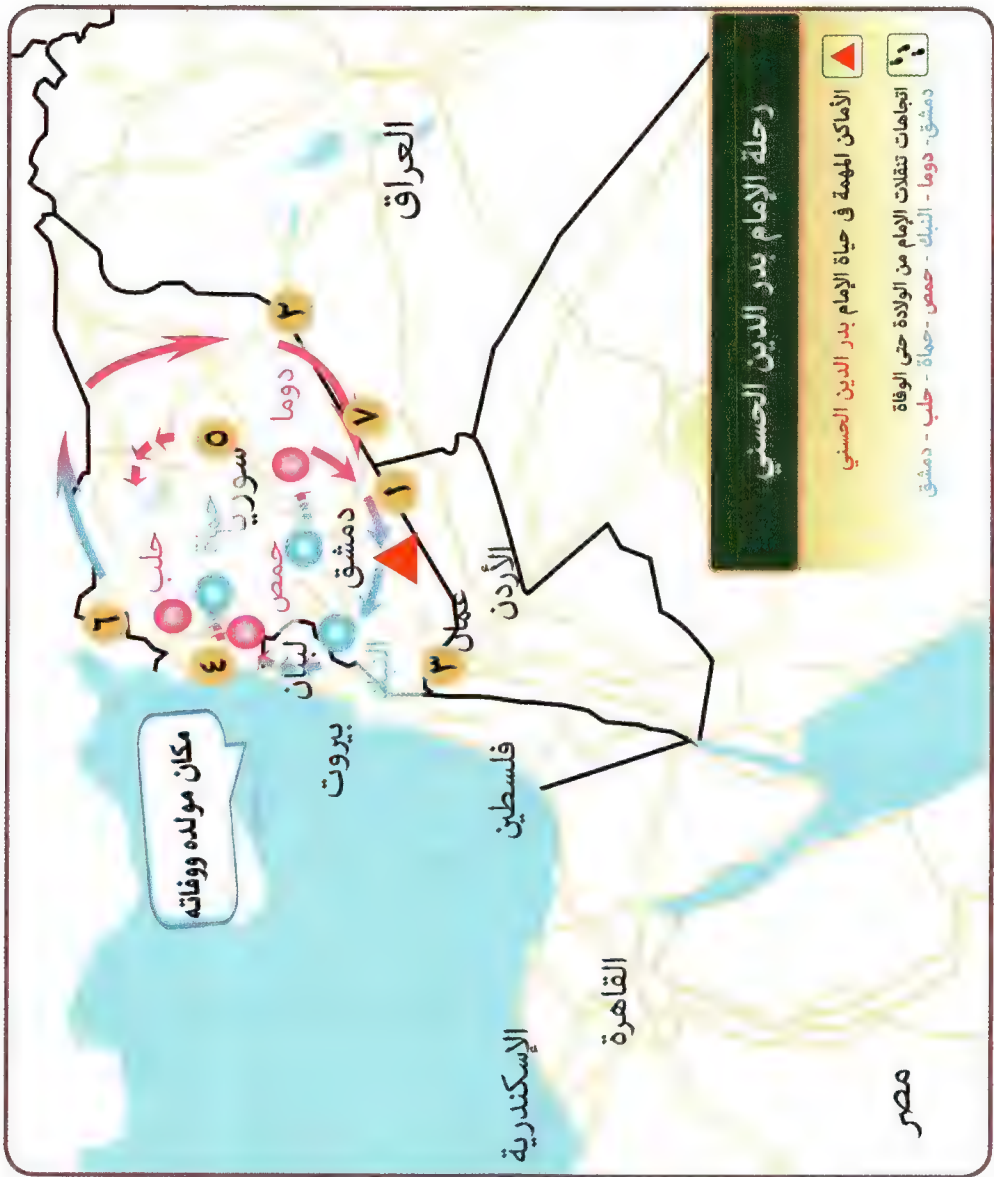 رحلة الإمام بدر الدين الحسني
الأماكن المهمة في حياة الإمام بدر الدين الحسني
اتجاهات تنقلات الإمام من الولادة حتى الوفاة
دمشق - دوما - النبك - حمص - حماة - حلب - دمشق
العراق
٢
دوما
٥
سوريا
حماة
حلب
٧
١
دمشق
حمص
٦
٤
لبنان
النبك
٣
عمان
الأردن
بيروت
فلسطين
مكان مولده ووفاته
القاهرة
الإسكندرية
مصر